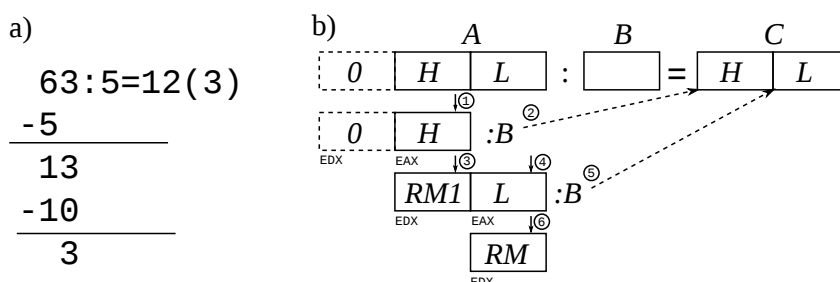 a)
63:5=12(3)
-5
13
-10
3
b)
A B C
0 H L : = H L
① ②
0 H :B
EDX EAX
③ ④ ⑤
RM1 L :B
EDX EAX
⑥
RM
EDX